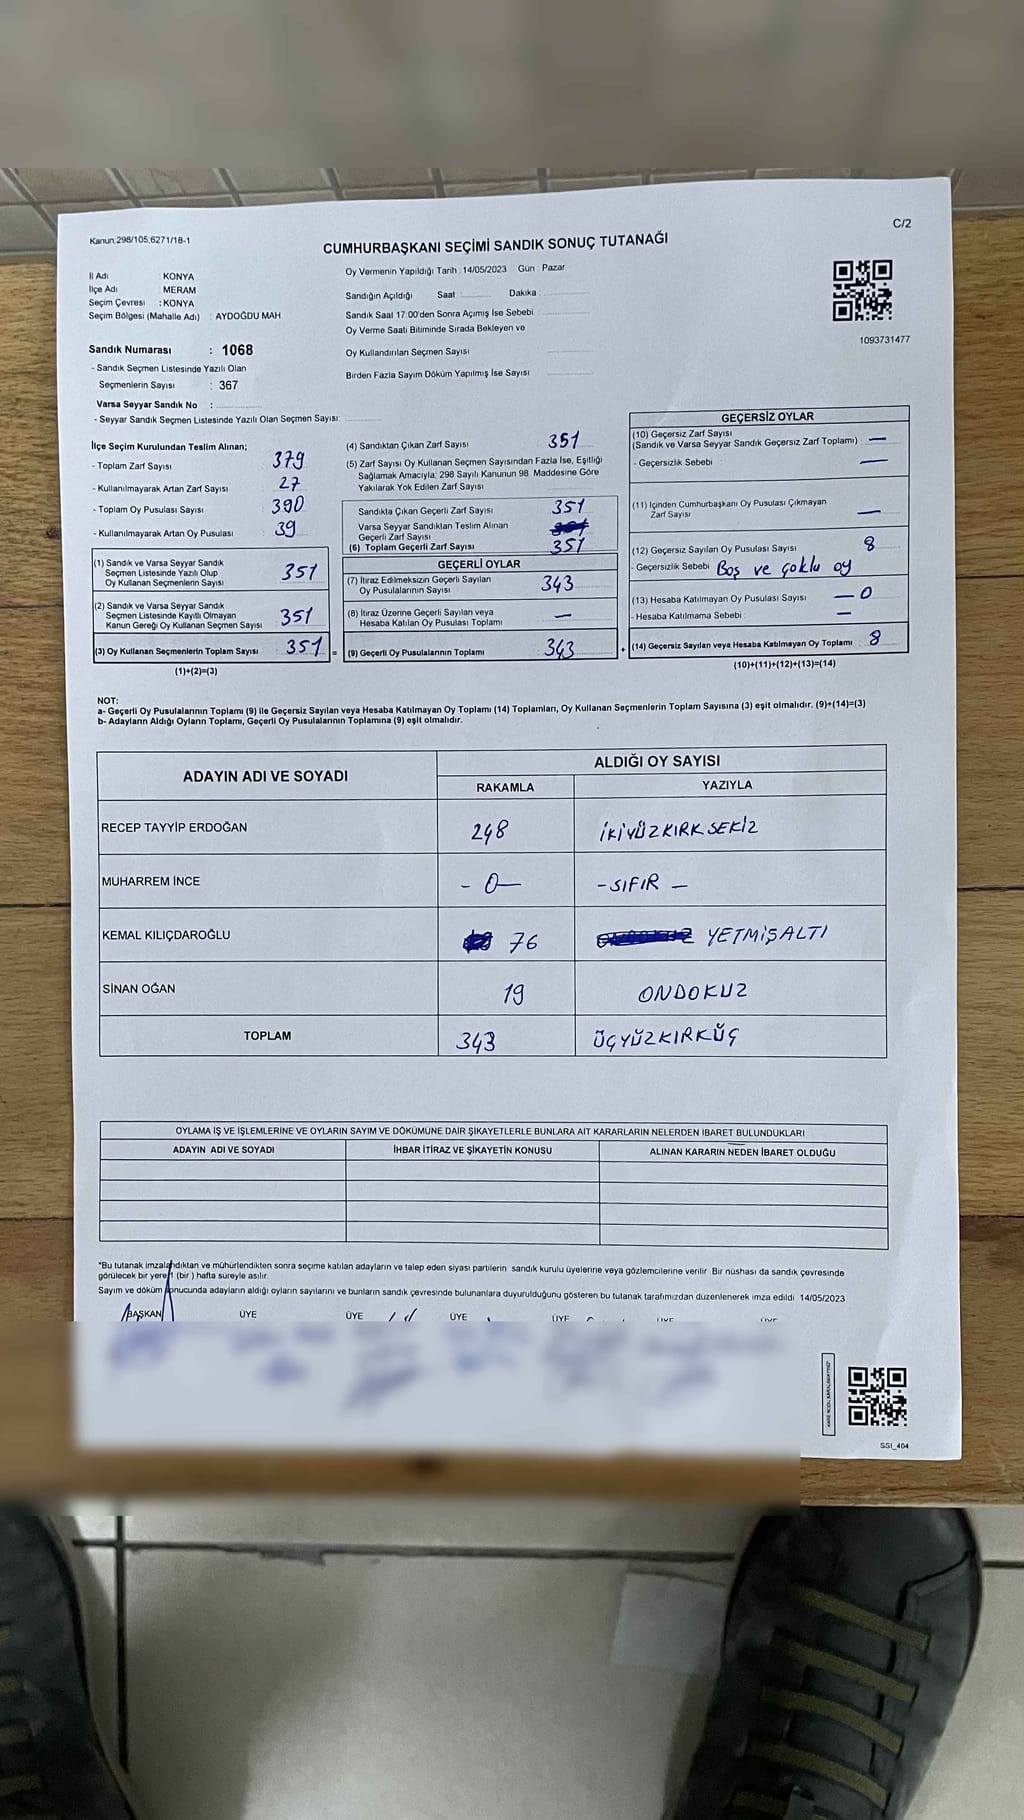 Kanun.298/105,6271/18-1
C/2
CUMHURBAŞKANI SEÇİMİ SANDIK SONUÇ TUTANAĞI
İl Adı KONYA
İlçe Adı : MERAM
Seçim Çevresi : KONYA
Seçim Bölgesi (Mahalle Adı) : AYDOĞDU MAH
Sandık Numarası : 1068
- Sandık Seçmen Listesinde Yazılı Olan
Seçmenlerin Sayısı : 367
Varsa Seyyar Sandık No :
- Seyyar Sandık Seçmen Listesinde Yazılı Olan Seçmen Sayısı:
Oy Vermenin Yapıldığı Tarih : 14/05/2023 Gün : Pazar
Sandığın Açıldığı Saat Dakika :
Sandık Saat 17:00'den Sonra Açımış İse Sebebi
Oy Verme Saati Bitiminde Sırada Bekleyen ve
Oy Kullandırılan Seçmen Sayısı
Birden Fazla Sayım Döküm Yapılmış İse Sayısı
1093731477
İlçe Seçim Kurulundan Teslim Alınan;
- Toplam Zarf Sayısı : 379
- Kullanılmayarak Artan Zarf Sayısı : 27
- Toplam Oy Pusulası Sayısı : 390
- Kullanılmayarak Artan Oy Pusulası : 39
(1) Sandık ve Varsa Seyyar Sandık
Seçmen Listesinde Yazılı Olup
Oy Kullanan Seçmenlerin Sayısı 351
(2) Sandık ve Varsa Seyyar Sandık
Seçmen Listesinde Kayıtlı Olmayan
Kanun Gereği Oy Kullanan Seçmen Sayısı 351
(3) Oy Kullanan Seçmenlerin Toplam Sayısı 351 =
(1)+(2)=(3)
(4) Sandıktan Çıkan Zarf Sayısı 351
(5) Zarf Sayısı Oy Kullanan Seçmen Sayısından Fazla İse, Eşitliği
Sağlamak Amacıyla, 298 Sayılı Kanunun 98. Maddesine Göre
Yakılarak Yok Edilen Zarf Sayısı
Sandıkta Çıkan Geçerli Zarf Sayısı 351
Varsa Seyyar Sandıktan Teslim Alınan
Geçerli Zarf Sayısı
(6) Toplam Geçerli Zarf Sayısı 351
GEÇERLİ OYLAR
(7) İtiraz Edilmeksizin Geçerli Sayılan
Oy Pusulalarının Sayısı 343
(8) İtiraz Üzerine Geçerli Sayılan veya
Hesaba Katılan Oy Pusulası Toplamı —
(9) Geçerli Oy Pusulalarının Toplamı 343 +
GEÇERSİZ OYLAR
(10) Geçersiz Zarf Sayısı
(Sandık ve Varsa Seyyar Sandık Geçersiz Zarf Toplamı) : —
- Geçersizlik Sebebi : —
(11) İçinden Cumhurbaşkanı Oy Pusulası Çıkmayan
Zarf Sayısı —
(12) Geçersiz Sayılan Oy Pusulası Sayısı 8
- Geçersizlik Sebebi Boş ve çoklu oy
(13) Hesaba Katılmayan Oy Pusulası Sayısı — 0
- Hesaba Katılmama Sebebi : —
(14) Geçersiz Sayılan veya Hesaba Katılmayan Oy Toplamı : 8
(10)+(11)+(12)+(13)=(14)
NOT:
a- Geçerli Oy Pusulalarının Toplamı (9) ile Geçersiz Sayılan veya Hesaba Katılmayan Oy Toplamı (14) Toplamları, Oy Kullanan Seçmenlerin Toplam Sayısına (3) eşit olmalıdır. (9)+(14)=(3)
b- Adayların Aldığı Oyların Toplamı, Geçerli Oy Pusulalarının Toplamına (9) eşit olmalıdır.
ADAYIN ADI VE SOYADI ALDIĞI OY SAYISI
RAKAMLA YAZIYLA
RECEP TAYYİP ERDOĞAN 248 İKİYÜZKIRKSEKİZ
MUHARREM İNCE - 0 — - SIFIR —
KEMAL KILIÇDAROĞLU 76 YETMİŞALTI
SİNAN OĞAN 19 ONDOKUZ
TOPLAM 343 ÜÇYÜZKIRKÜÇ
OYLAMA İŞ VE İŞLEMLERİNE VE OYLARIN SAYIM VE DÖKÜMÜNE DAİR ŞİKAYETLERLE BUNLARA AİT KARARLARIN NELERDEN İBARET BULUNDUKLARI
ADAYIN ADI VE SOYADI İHBAR İTİRAZ VE ŞİKAYETİN KONUSU ALINAN KARARIN NEDEN İBARET OLDUĞU
*Bu tutanak imzalandıktan ve mühürlendikten sonra seçime katılan adayların ve talep eden siyasi partilerin sandık kurulu üyelerine veya gözlemcilerine verilir. Bir nüshası da sandık çevresinde
görülecek bir yere 1 (bir ) hafta süreyle asılır.
Sayım ve döküm sonucunda adayların aldığı oyların sayılarını ve bunların sandık çevresinde bulunanlara duyurulduğunu gösteren bu tutanak tarafımızdan düzenlenerek imza edildi. 14/05/2023
BAŞKAN ÜYE ÜYE ÜYE ÜYE ÜYE ÜYE
SSI_404